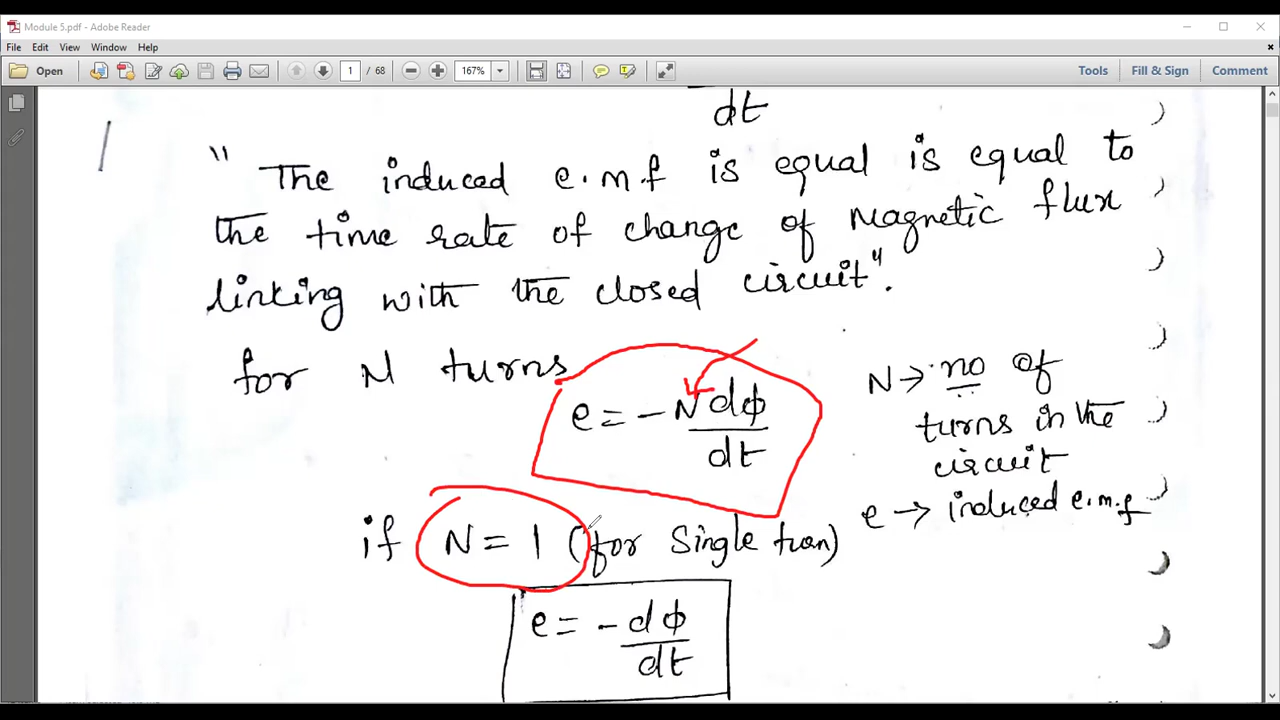 Module 5.pdf - Adobe Reader
File Edit View Window Help
Open 1 / 68 167% Tools Fill & Sign Comment
dt
" The induced e.m.f is equal is equal to
the time rate of change of magnetic flux
linking with the closed circuit".
for N turns
e = - N dφ
dt
N → no of
turns in the
circuit
e → induced e.m.f
if N = 1 (for Single turn)
e = - dφ
dt